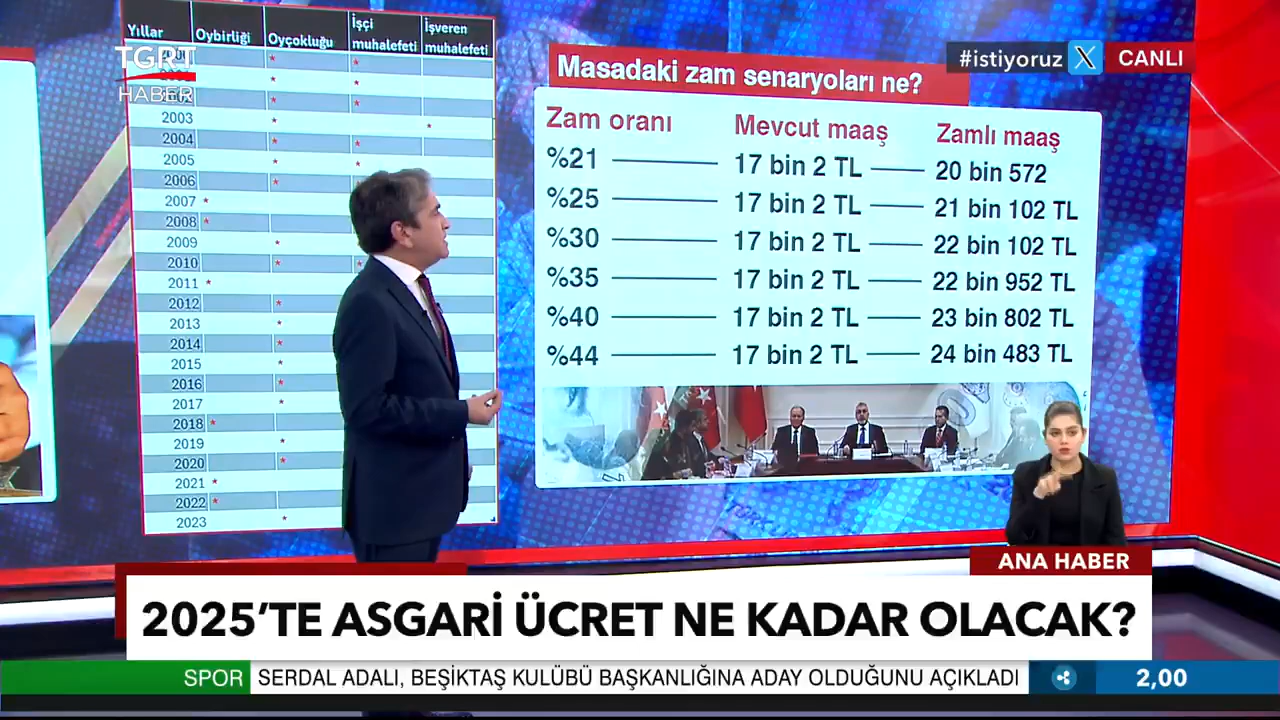 TGRT
HABER
Yıllar Oybirliği Oyçokluğu İşçi muhalefeti İşveren muhalefeti
2003
2004
2005
2006
2007
2008
2009
2010
2011
2012
2013
2014
2015
2016
2017
2018
2019
2020
2021
2022
2023
#istiyoruz X CANLI
Masadaki zam senaryoları ne?
Zam oranı Mevcut maaş Zamlı maaş
%21 17 bin 2 TL 20 bin 572
%25 17 bin 2 TL 21 bin 102 TL
%30 17 bin 2 TL 22 bin 102 TL
%35 17 bin 2 TL 22 bin 952 TL
%40 17 bin 2 TL 23 bin 802 TL
%44 17 bin 2 TL 24 bin 483 TL
ANA HABER
2025'TE ASGARİ ÜCRET NE KADAR OLACAK?
SPOR SERDAL ADALI, BEŞİKTAŞ KULÜBÜ BAŞKANLIĞINA ADAY OLDUĞUNU AÇIKLADI 2,00